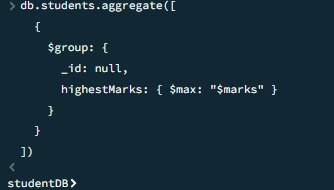 > db.students.aggregate([
{
$group: {
_id: null,
highestMarks: { $max: "$marks" }
}
}
])
<
studentDB>